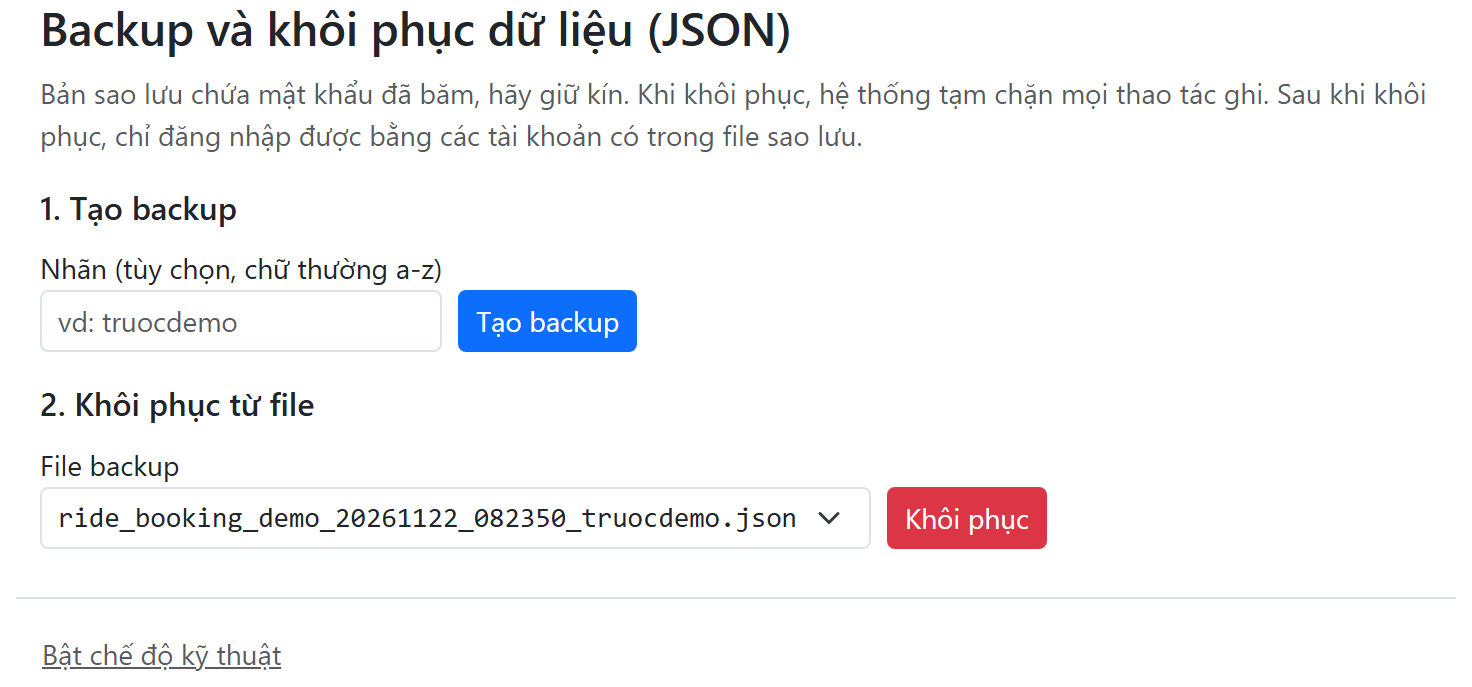 Backup và khôi phục dữ liệu (JSON)
Bản sao lưu chứa mật khẩu đã băm, hãy giữ kín. Khi khôi phục, hệ thống tạm chặn mọi thao tác ghi. Sau khi khôi
phục, chỉ đăng nhập được bằng các tài khoản có trong file sao lưu.
1. Tạo backup
Nhãn (tùy chọn, chữ thường a-z)
vd: truocdemo
Tạo backup
2. Khôi phục từ file
File backup
ride_booking_demo_20261122_082350_truocdemo.json
Khôi phục
Bật chế độ kỹ thuật